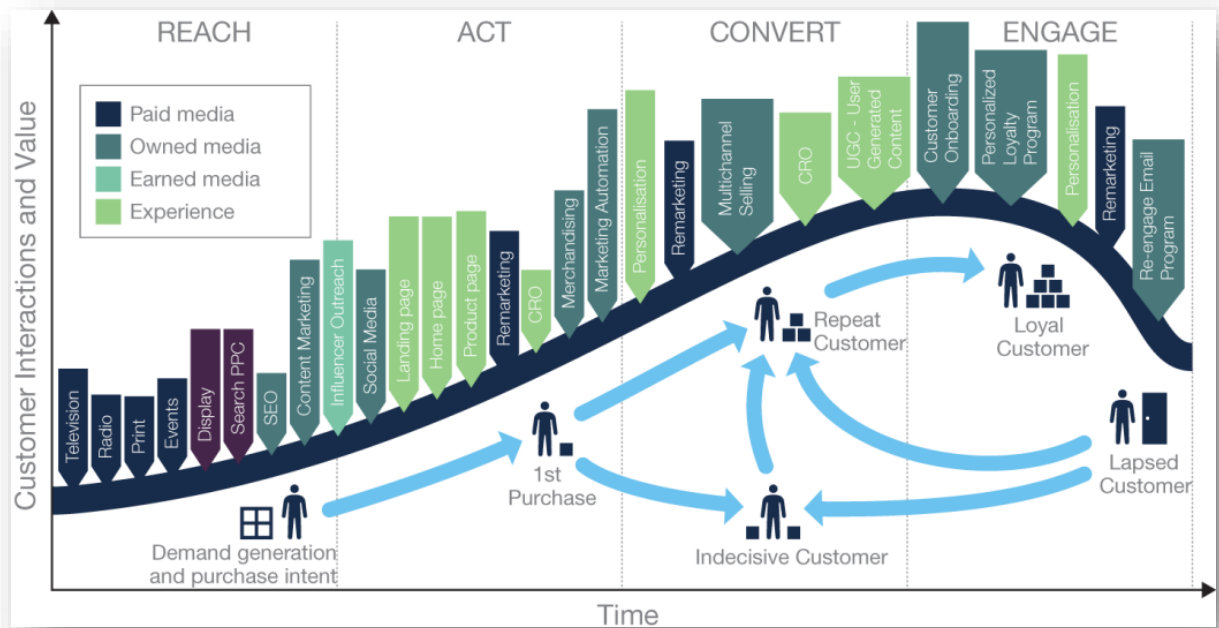 REACH
ACT
CONVERT
ENGAGE
Customer Interactions and Value
Paid media
Owned media
Earned media
Experience
Television
Radio
Print
Events
Display
Search PPC
SEO
Content Marketing
Influencer Outreach
Social Media
Landing page
Home page
Product page
Remarketing
CRO
Merchandising
Marketing Automation
Personalisation
Remarketing
Multichannel
Selling
CRO
UGC - User
Generated
Content
Customer
Onboarding
Personalized
Loyalty
Program
Personalisation
Remarketing
Re-engage Email
Program
Demand generation
and purchase intent
1st
Purchase
Repeat
Customer
Indecisive Customer
Loyal
Customer
Lapsed
Customer
Time